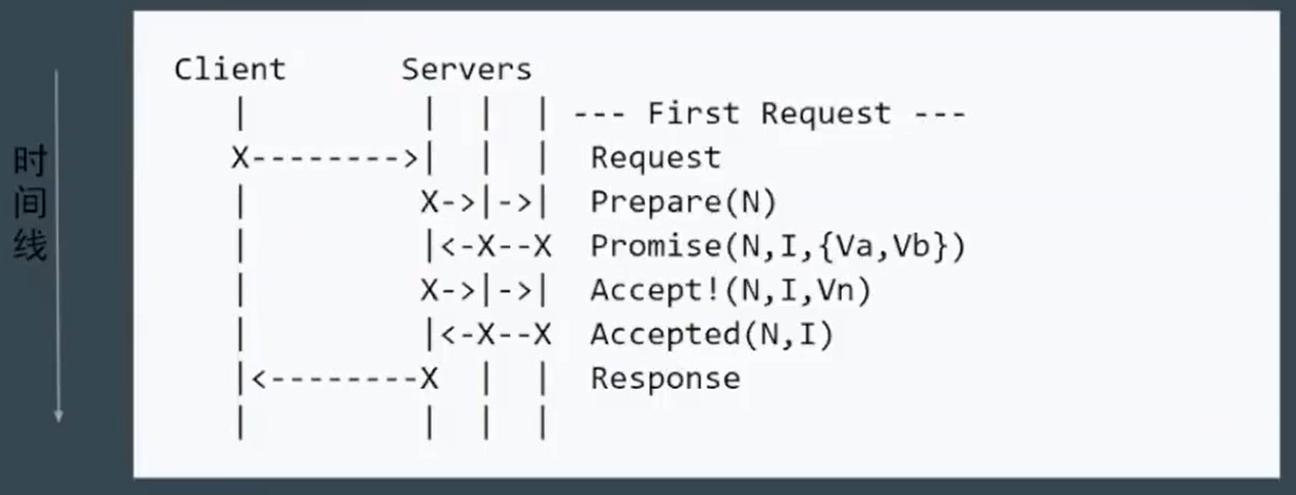 时间线
Client Servers
| | | | --- First Request ---
X-------->| | | Request
| X->|->| Prepare(N)
| |<-X--X Promise(N,I,{Va,Vb})
| X->|->| Accept!(N,I,Vn)
| |<-X--X Accepted(N,I)
|<--------X | | Response
| | | |